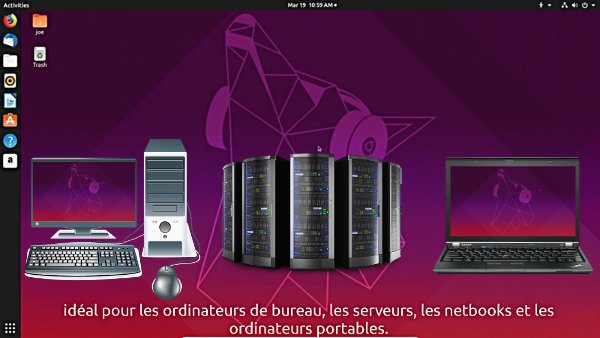 Activities
Mar 19 10:59 AM
joe
Trash
a
idéal pour les ordinateurs de bureau, les serveurs, les netbooks et les
ordinateurs portables.